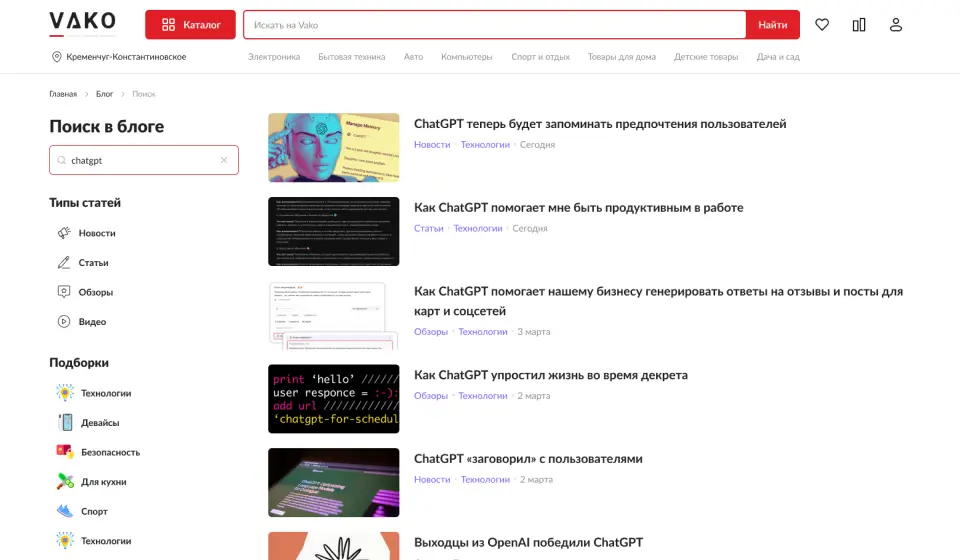 VAKO
Каталог
Искать на Vako
Найти
Кременчуг-Константиновское
Электроника
Бытовая техника
Авто
Компьютеры
Спорт и отдых
Товары для дома
Детские товары
Дача и сад
Главная
Блог
Поиск
Поиск в блоге
chatgpt
Типы статей
Новости
Статьи
Обзоры
Видео
Подборки
Технологии
Девайсы
Безопасность
Для кухни
Спорт
Технологии
Manage Memory
ChatGPT теперь будет запоминать предпочтения пользователей
Новости · Технологии · Сегодня
Как ChatGPT помогает мне быть продуктивным в работе
Статьи · Технологии · Сегодня
Как ChatGPT помогает нашему бизнесу генерировать ответы на отзывы и посты для
карт и соцсетей
Обзоры · Технологии · 3 марта
print ‘hello’ //////
user responce = :-):
add url ////////////
‘chatgpt-for-schedul
Как ChatGPT упростил жизнь во время декрета
Обзоры · Технологии · 2 марта
ChatGPT «заговорил» с пользователями
Новости · Технологии · 2 марта
Выходцы из OpenAI победили ChatGPT